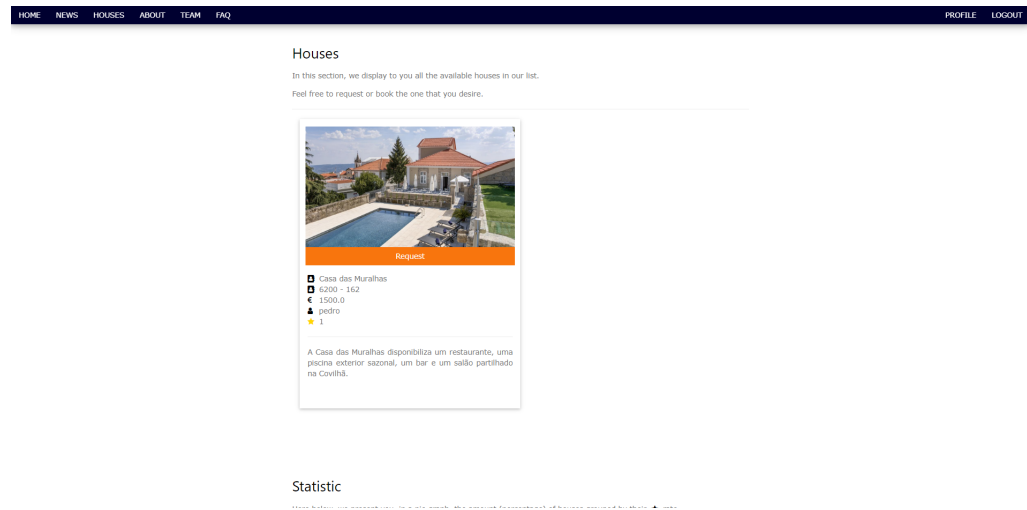 HOME NEWS HOUSES ABOUT TEAM FAQ PROFILE LOGOUT
Houses
In this section, we display to you all the available houses in our list.
Feel free to request or book the one that you desire.
Request
Casa das Muralhas
6200 - 162
€ 1500.0
pedro
1
A Casa das Muralhas disponibiliza um restaurante, uma
piscina exterior sazonal, um bar e um salão partilhado
na Covilhã.
Statistic